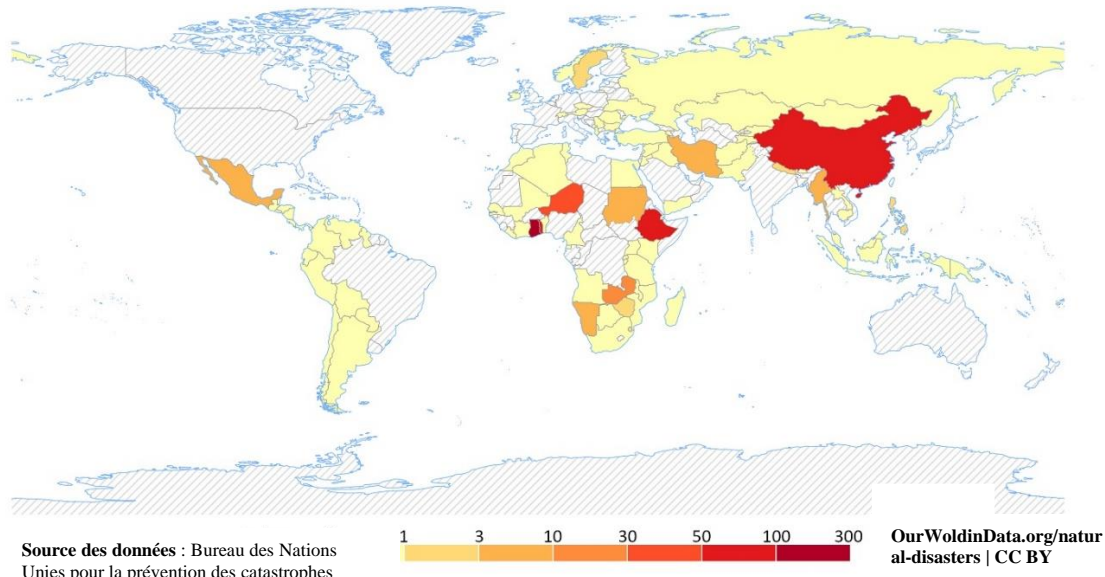 1 3 10 30 50 100 300
Source des données : Bureau des Nations
Unies pour la prévention des catastrophes
OurWoldinData.org/natur
al-disasters | CC BY